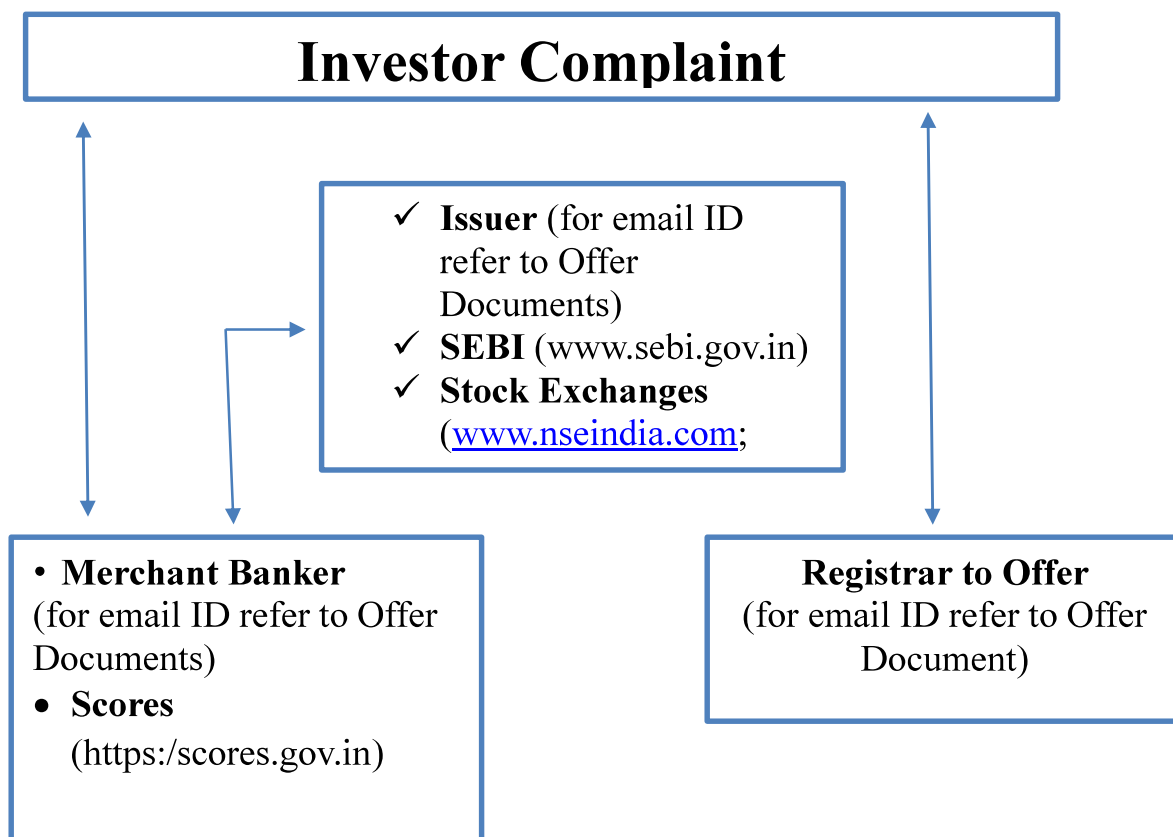 Investor Complaint
✓ Issuer (for email ID
refer to Offer
Documents)
✓ SEBI (www.sebi.gov.in)
✓ Stock Exchanges
(www.nseindia.com;
• Merchant Banker
(for email ID refer to Offer
Documents)
• Scores
(https:/scores.gov.in)
Registrar to Offer
(for email ID refer to Offer
Document)